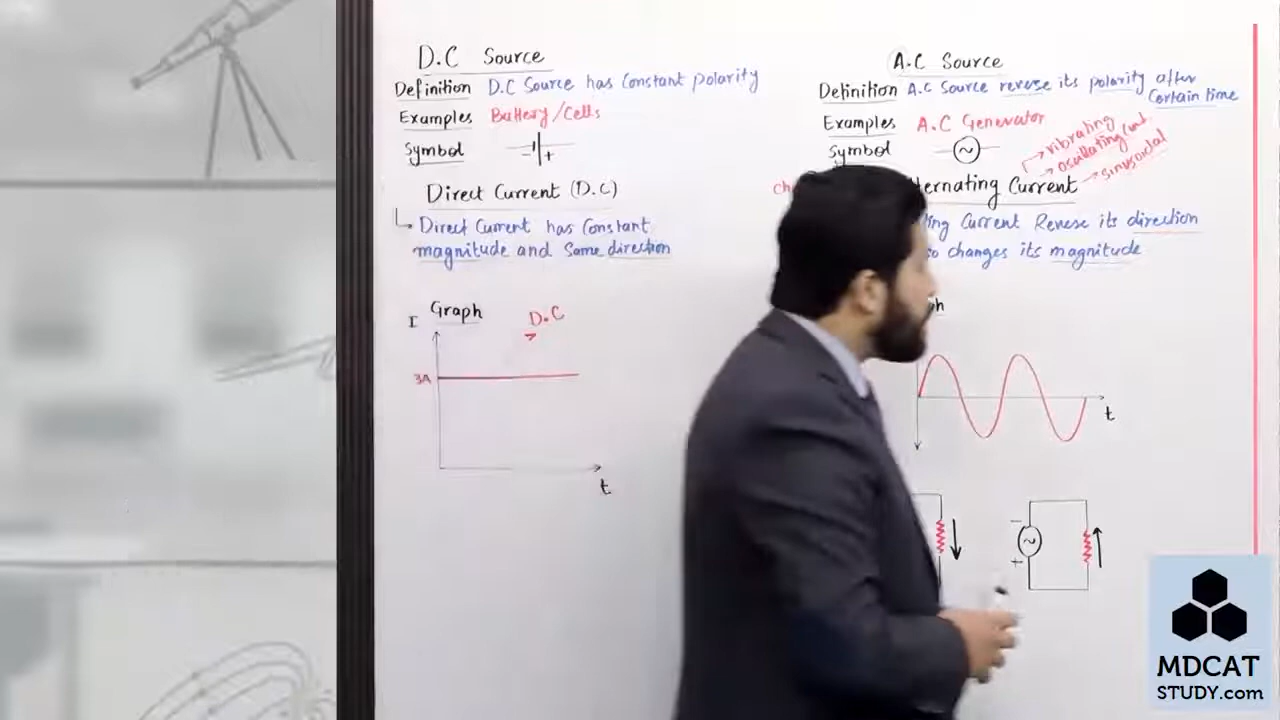 D.C Source
Definition D.C Source has Constant polarity
Examples Battery/Cells
Symbol - +
Direct Current (D.C)
Direct Current has Constant
magnitude and Same direction
Graph
I
D.C
3A
t
A.C Source
Definition A.C Source reverse its polarity after
Certain time
Examples A.C Generator
Symbol ~
vibrating
sinusoidal
ternating Current
ng Current Reverse its direction
so changes its magnitude
t
~
- +
MDCAT
STUDY.com